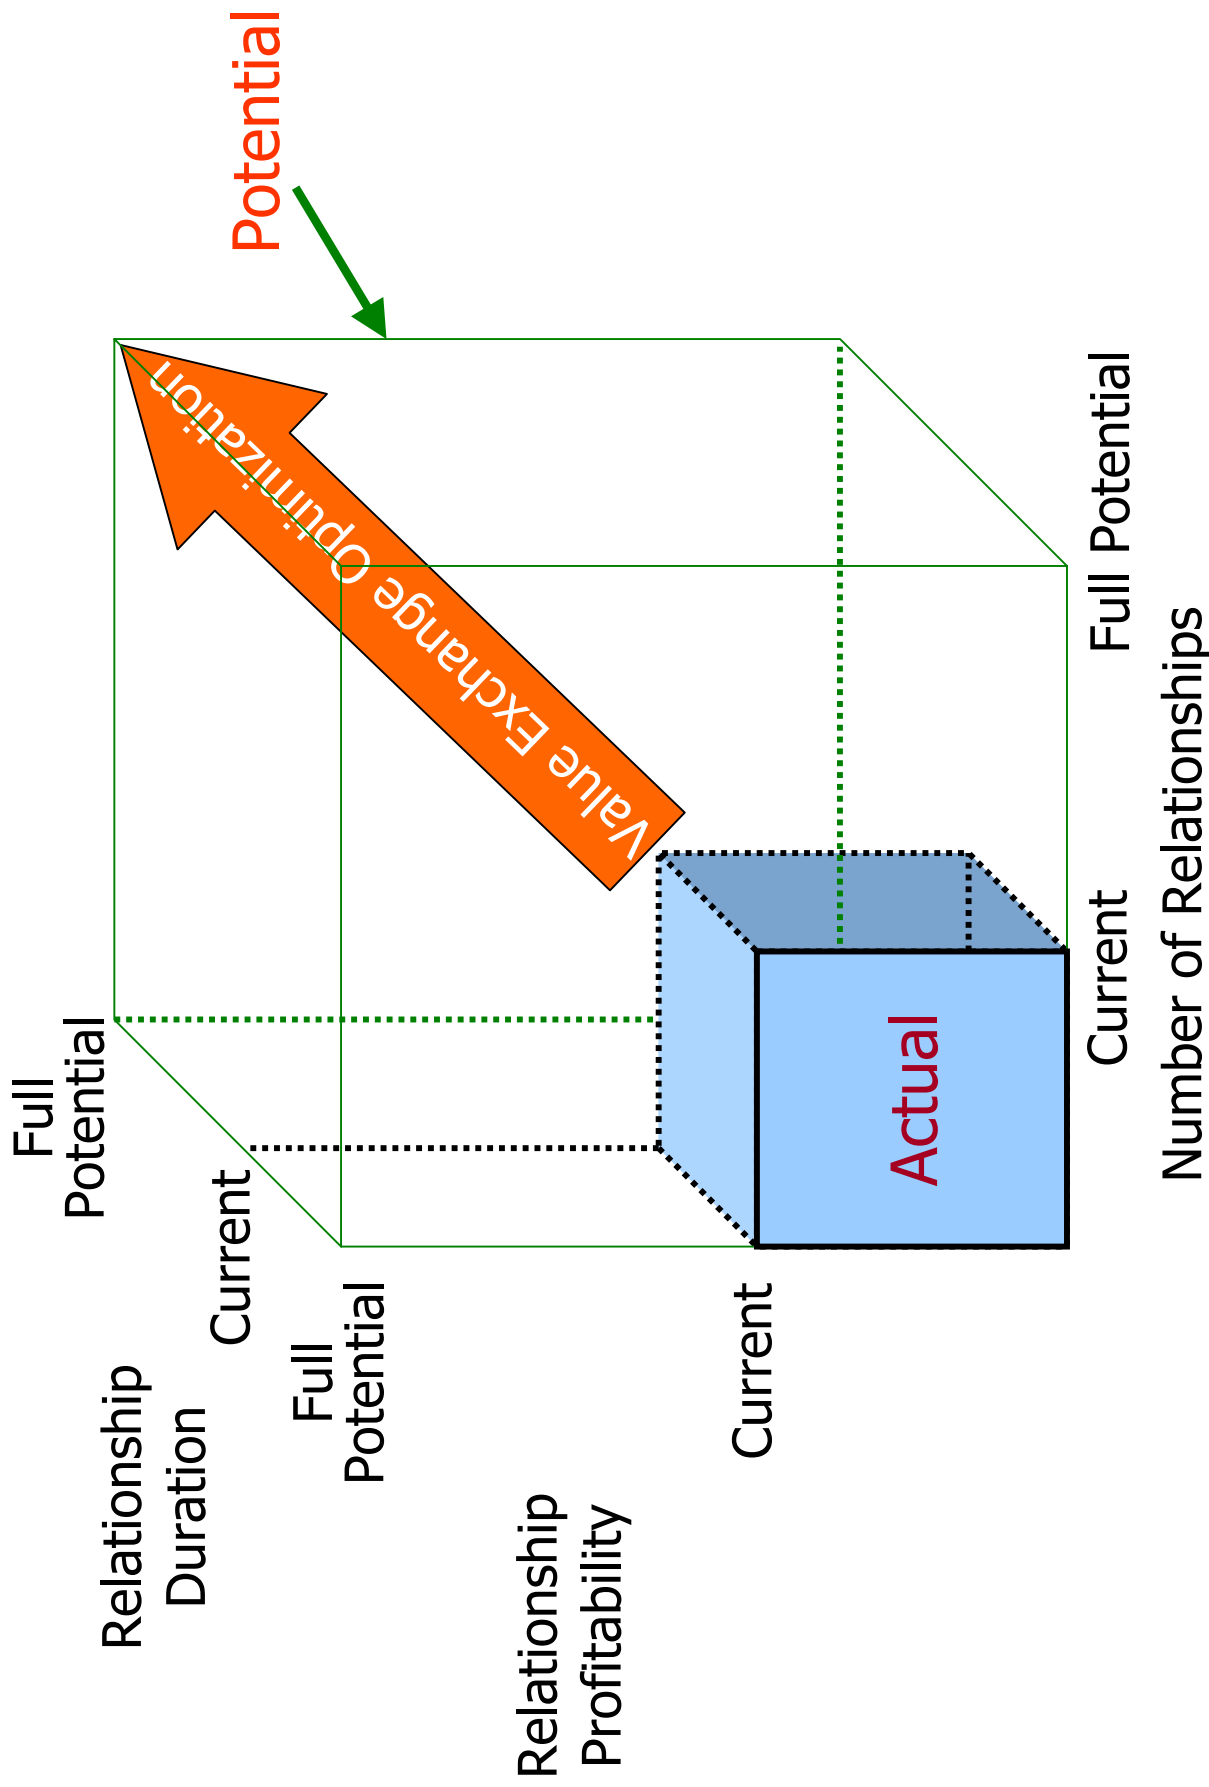 Relationship
Duration
Full
Potential
Current
Relationship
Profitability
Full
Potential
Current
Potential
Value Exchange Optimization
Actual
Current
Full Potential
Number of Relationships